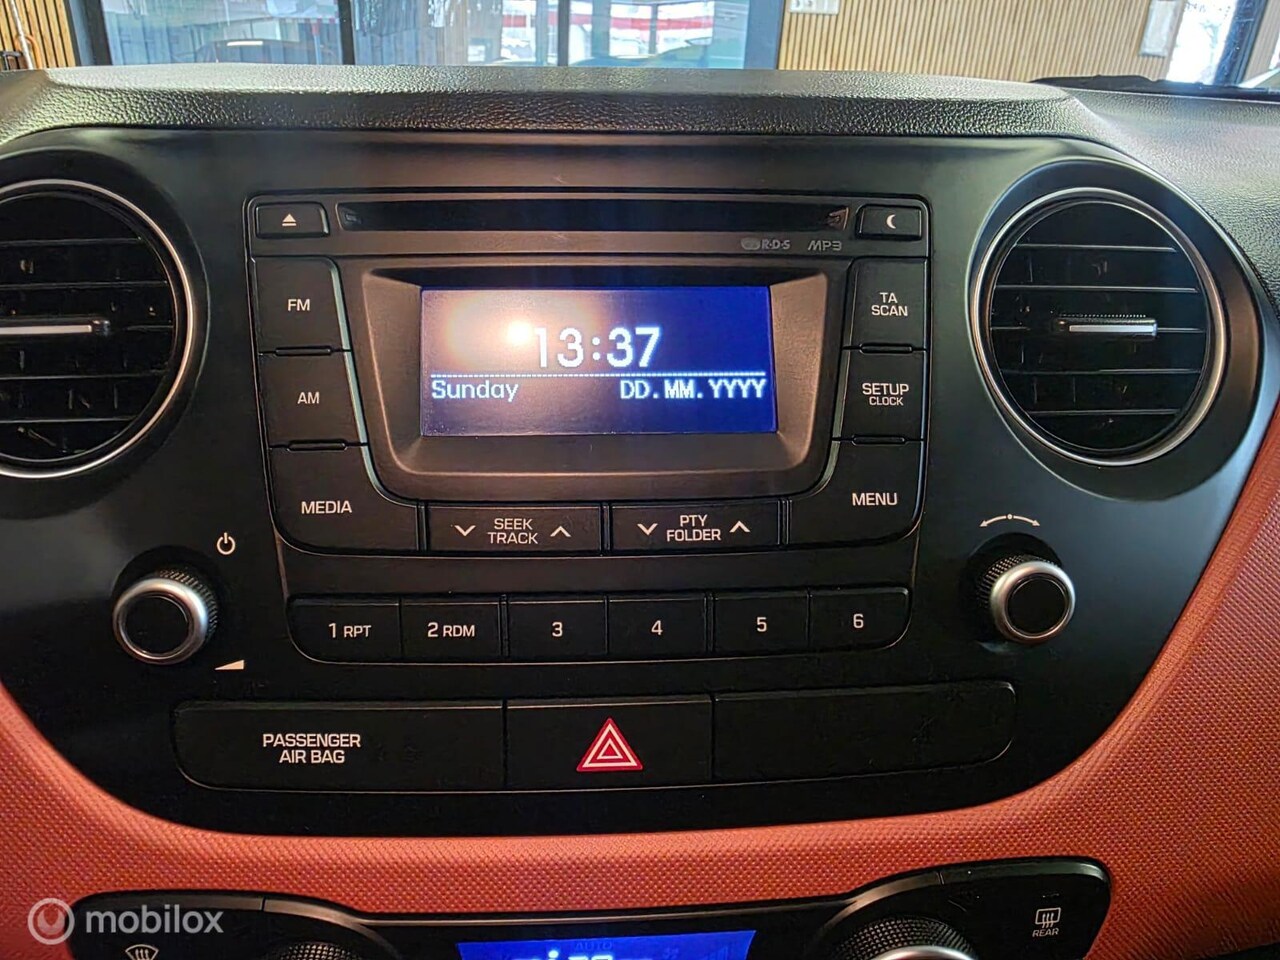 R·D·S MP3
FM
AM
MEDIA
13:37
Sunday DD.MM.YYYY
TA
SCAN
SETUP
CLOCK
MENU
SEEK
TRACK
PTY
FOLDER
1 RPT 2 RDM 3 4 5 6
PASSENGER
AIR BAG
AUTO
REAR
mobilox